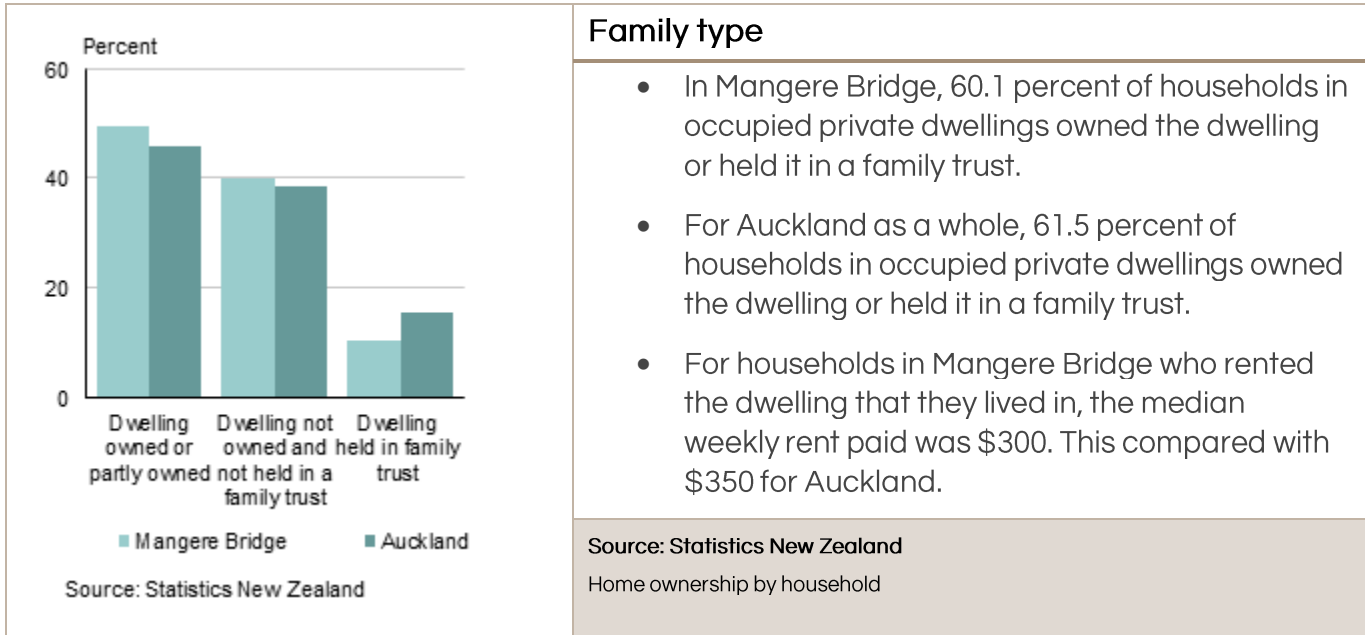 Percent
60
40
20
0
Dwelling owned or partly owned
Dwelling not owned and not held in a family trust
Dwelling held in family trust
Mangere Bridge
Auckland
Source: Statistics New Zealand
Family type
• In Mangere Bridge, 60.1 percent of households in
occupied private dwellings owned the dwelling
or held it in a family trust.
• For Auckland as a whole, 61.5 percent of
households in occupied private dwellings owned
the dwelling or held it in a family trust.
• For households in Mangere Bridge who rented
the dwelling that they lived in, the median
weekly rent paid was $300. This compared with
$350 for Auckland.
Source: Statistics New Zealand
Home ownership by household